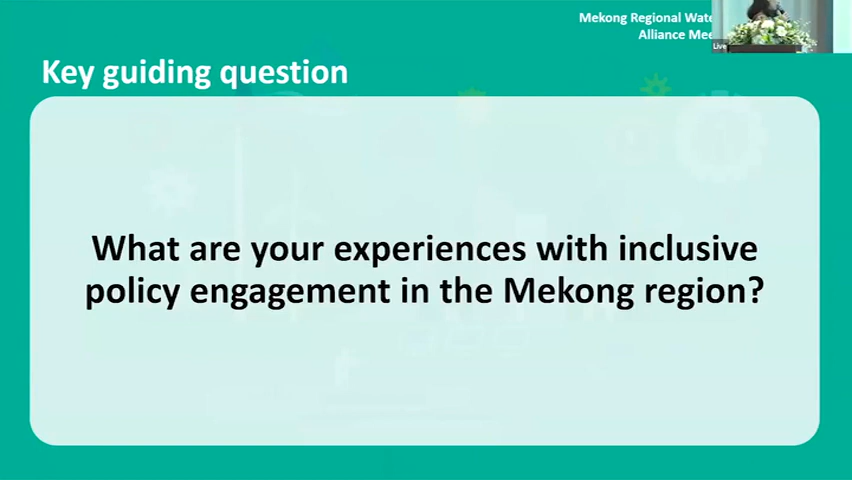 Mekong Regional Wate
Alliance Mee
Live
Key guiding question
What are your experiences with inclusive
policy engagement in the Mekong region?